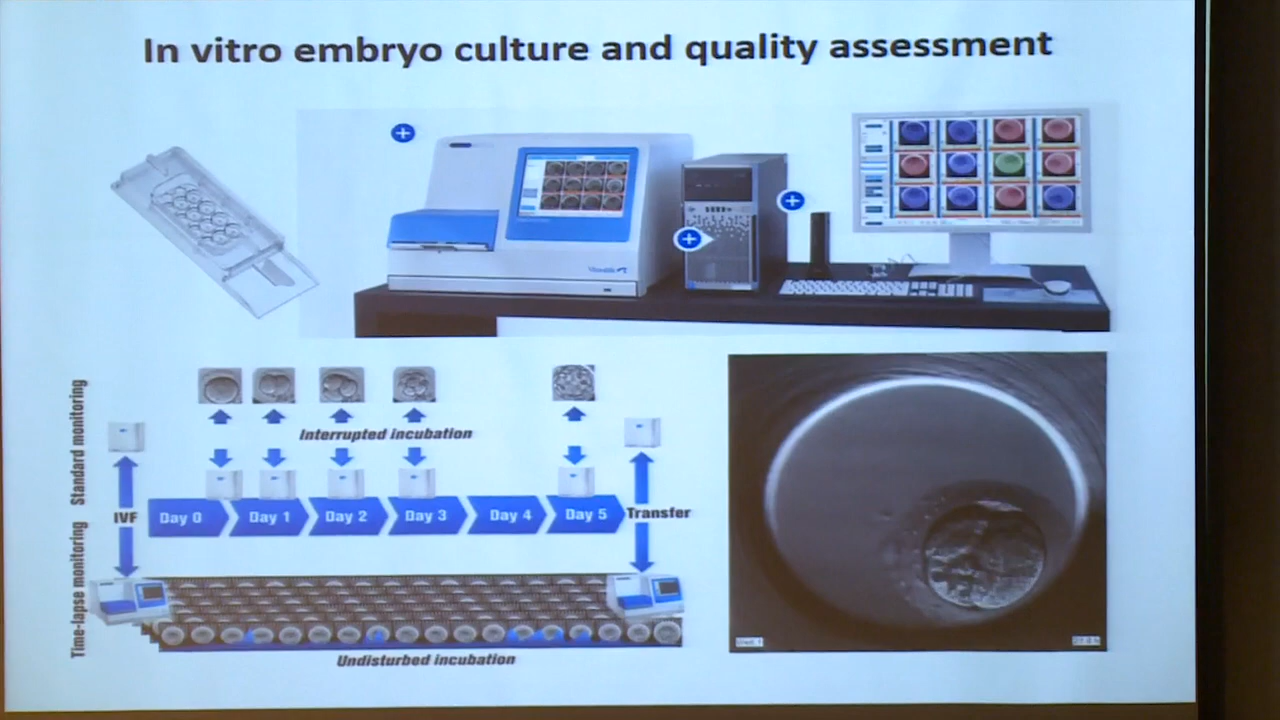 In vitro embryo culture and quality assessment
Standard monitoring
Interrupted incubation
IVF
Day 0
Day 1
Day 2
Day 3
Day 4
Day 5
Transfer
Time-lapse monitoring
Undisturbed incubation